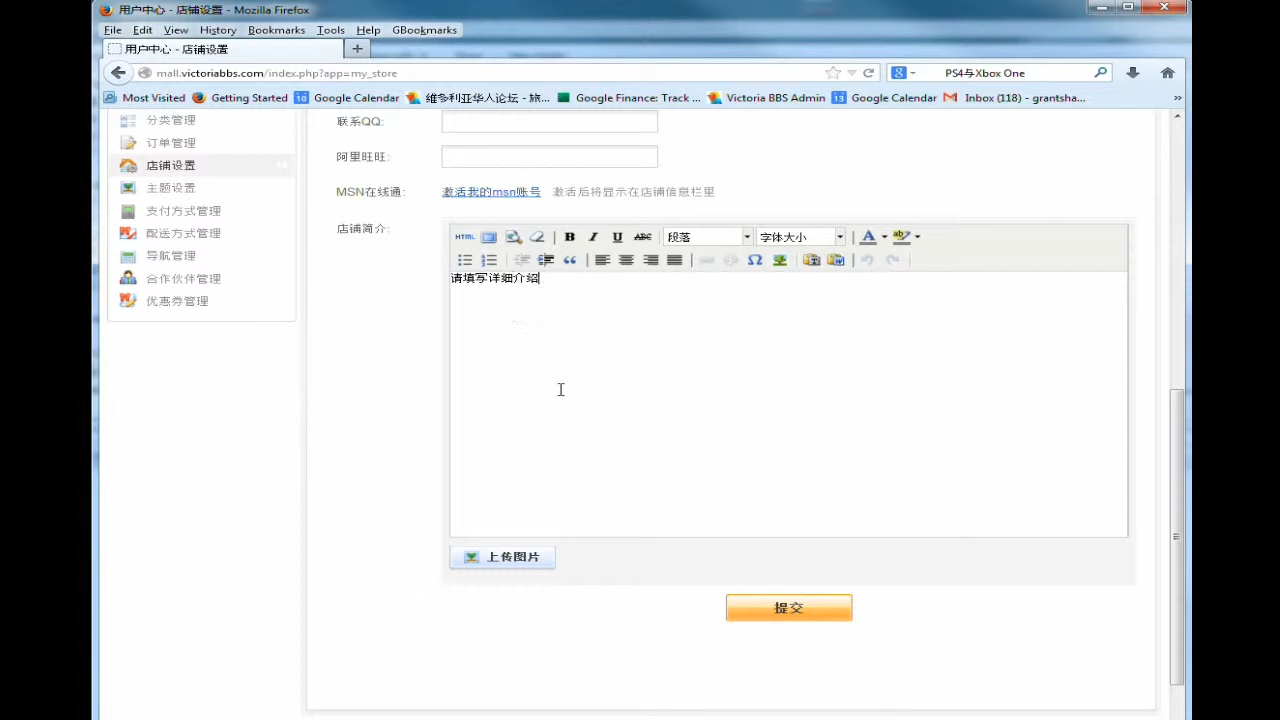 用户中心 - 店铺设置 - Mozilla Firefox
File Edit View History Bookmarks Tools Help GBookmarks
用户中心 - 店铺设置
mall.victoriabbs.com/index.php?app=my_store
PS4与Xbox One
Most Visited Getting Started Google Calendar 维多利亚华人论坛 - 旅... Google Finance: Track ... Victoria BBS Admin Google Calendar Inbox (118) - grantsha... »
分类管理
订单管理
店铺设置
主题设置
支付方式管理
配送方式管理
导航管理
合作伙伴管理
优惠券管理
联系QQ:
阿里旺旺:
MSN在线通: 激活我的msn账号 激活后将显示在店铺信息栏里
店铺简介:
HTML B I U ABC 段落 字体大小 A ab
请填写详细介绍
上传图片
提交